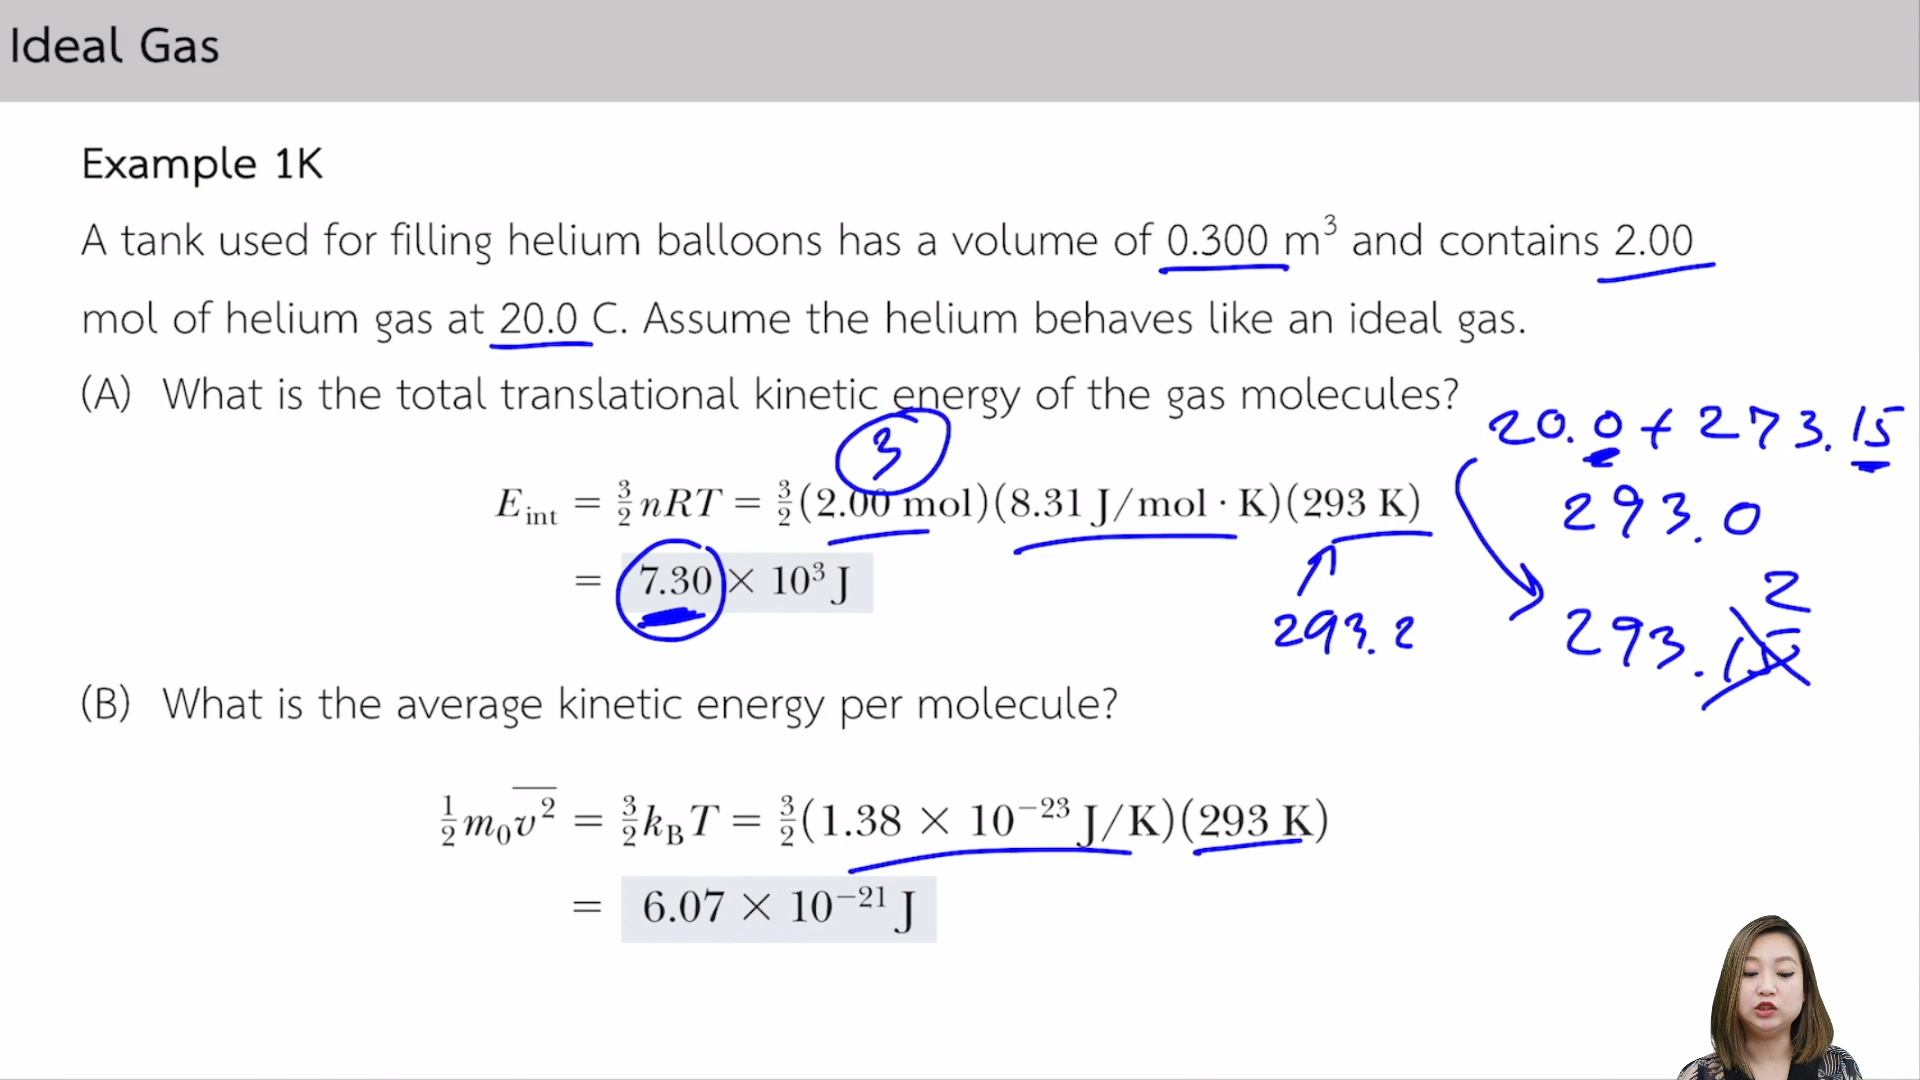 Ideal Gas
Example 1K
A tank used for filling helium balloons has a volume of 0.300 m³ and contains 2.00
mol of helium gas at 20.0 C. Assume the helium behaves like an ideal gas.
(A) What is the total translational kinetic energy of the gas molecules?
20.0 + 273.15
3
E_int = 3/2 nRT = 3/2 (2.00 mol)(8.31 J/mol · K)(293 K)
293.0
= 7.30 × 10³ J
2
293.2
293.15
(B) What is the average kinetic energy per molecule?
½ m₀v̅² = 3/2 k_B T = 3/2 (1.38 × 10⁻²³ J/K)(293 K)
= 6.07 × 10⁻²¹ J